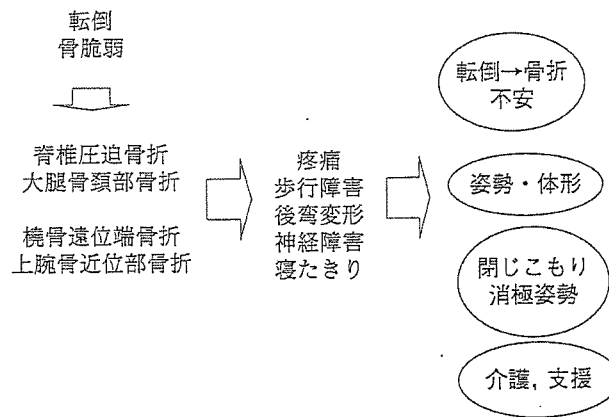 転倒
骨脆弱
脊椎圧迫骨折
大腿骨頚部骨折
橈骨遠位端骨折
上腕骨近位部骨折
疼痛
歩行障害
後弯変形
神経障害
寝たきり
転倒→骨折
不安
姿勢・体形
閉じこもり
消極姿勢
介護, 支援